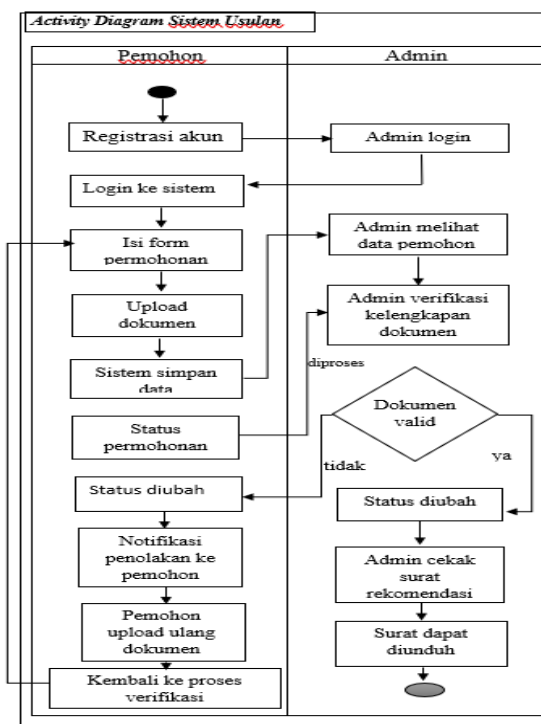 Activity Diagram Sistem Usulan
Pemohon
Admin
Registrasi akun
Admin login
Login ke sistem
Isi form
permohonan
Admin melihat
data pemohon
Upload
dokumen
Admin verifikasi
kelengkapan
dokumen
Sistem simpan
data
diproses
Status
permohonan
Dokumen
valid
tidak
ya
Status diubah
Status diubah
Notifikasi
penolakan ke
pemohon
Admin cekak
surat
rekomendasi
Pemohon
upload ulang
dokumen
Surat dapat
diunduh
Kembali ke proses
verifikasi